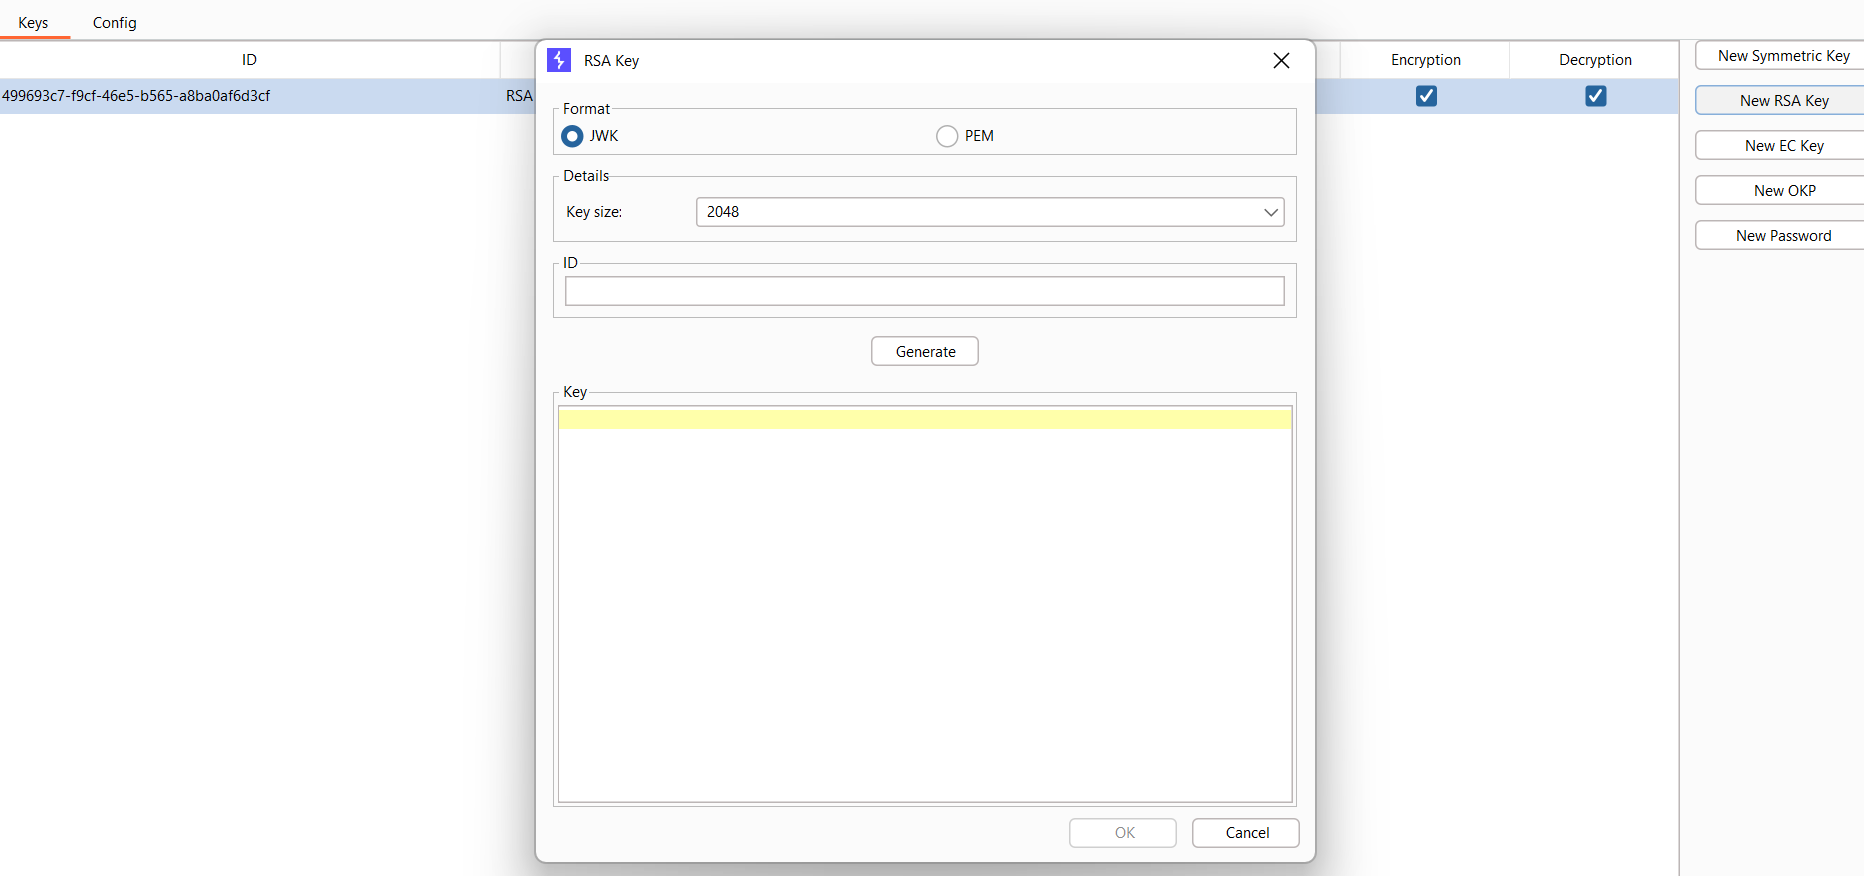 Keys Config
ID Encryption Decryption
499693c7-f9cf-46e5-b565-a8ba0af6d3cf RSA
RSA Key
Format
JWK PEM
Details
Key size: 2048
ID
Generate
Key
OK Cancel
New Symmetric Key
New RSA Key
New EC Key
New OKP
New Password